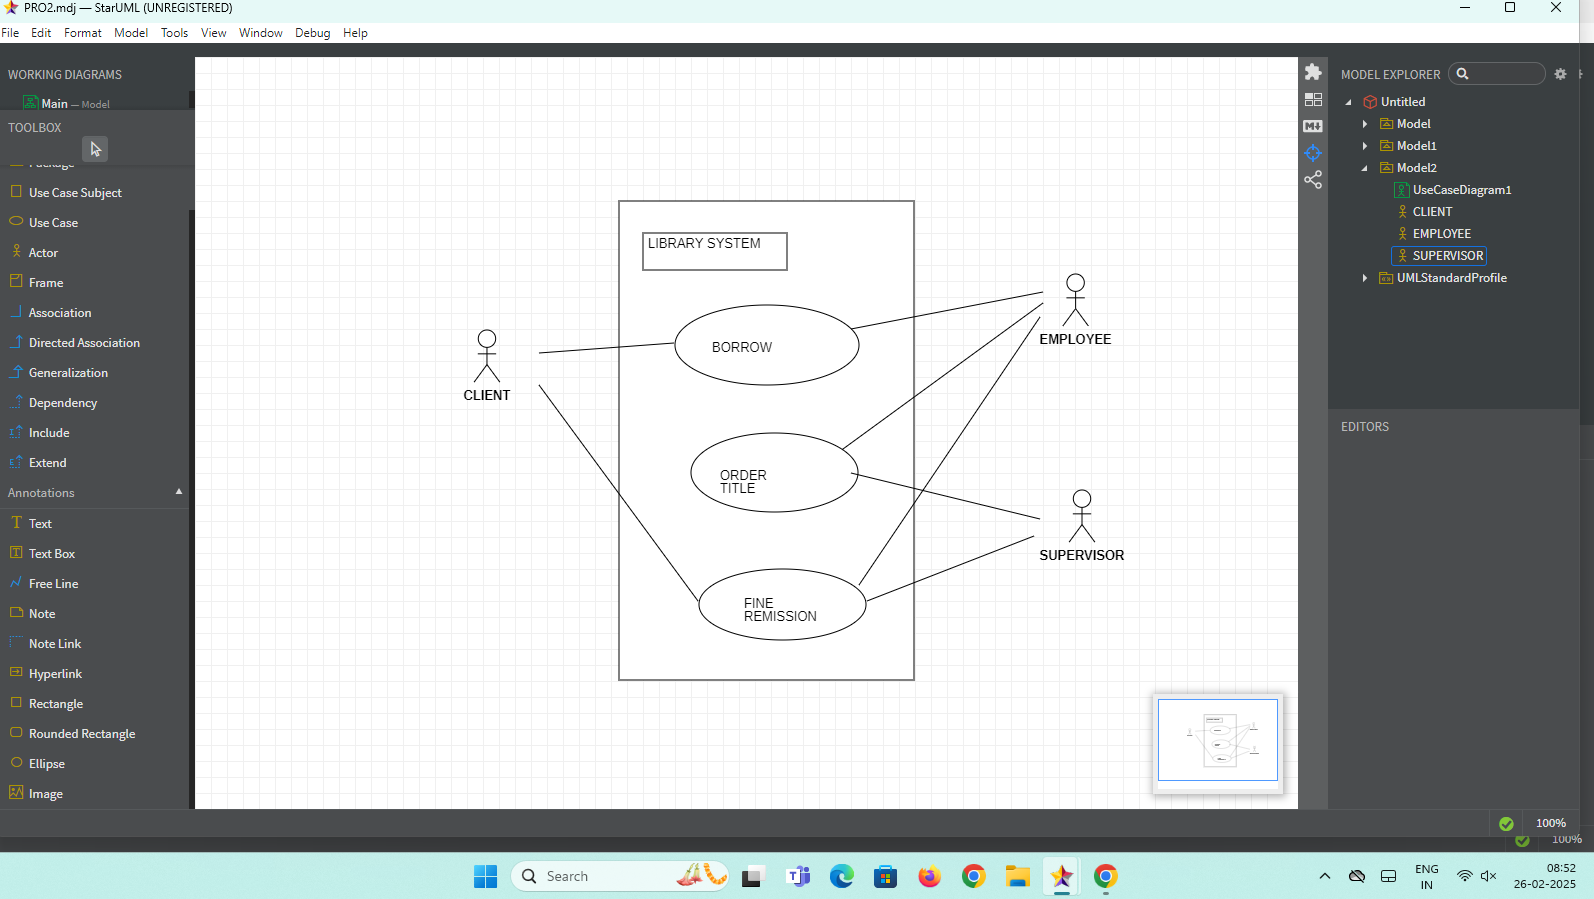 PRO2.mdj — StarUML (UNREGISTERED)
File Edit Format Model Tools View Window Debug Help
WORKING DIAGRAMS
Main — Model
TOOLBOX
Package
Use Case Subject
Use Case
Actor
Frame
Association
Directed Association
Generalization
Dependency
Include
Extend
Annotations
Text
Text Box
Free Line
Note
Note Link
Hyperlink
Rectangle
Rounded Rectangle
Ellipse
Image
LIBRARY SYSTEM
BORROW
ORDER
TITLE
FINE
REMISSION
CLIENT
EMPLOYEE
SUPERVISOR
MODEL EXPLORER
Untitled
Model
Model1
Model2
UseCaseDiagram1
CLIENT
EMPLOYEE
SUPERVISOR
UMLStandardProfile
EDITORS
100%
100%
Search
ENG
IN
08:52
26-02-2025